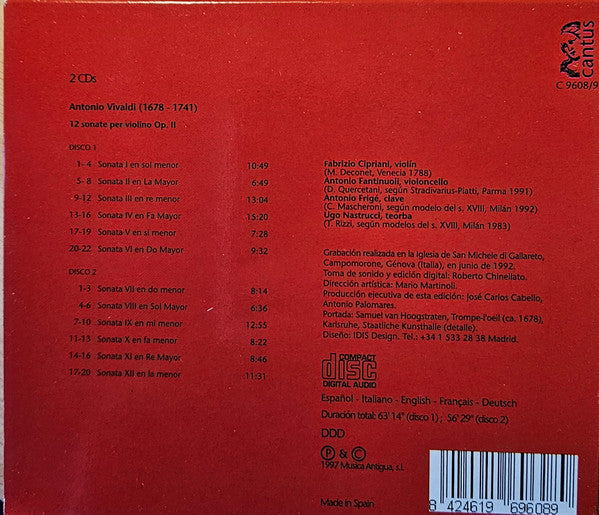 cantus
C 9608/9
2 CDs
Antonio Vivaldi (1678 - 1741)
12 sonate per violino Op. II
DISCO 1
1- 4 Sonata I en sol menor 10:49
5- 8 Sonata II en La Mayor 6:49
9-12 Sonata III en re menor 13:04
13-16 Sonata IV en Fa Mayor 15:20
17-19 Sonata V en si menor 7:28
20-22 Sonata VI en Do Mayor 9:32
DISCO 2
1-3 Sonata VII en do menor 8:14
4-6 Sonata VIII en Sol Mayor 6:36
7-10 Sonata IX en mi menor 12:55
11-13 Sonata X en fa menor 8:22
14-16 Sonata XI en Re Mayor 8:46
17-20 Sonata XII en la menor 11:31
Fabrizio Cipriani, violín
(M. Deconet, Venecia 1788)
Antonio Fantinuoli, violoncello
(D. Quercetani, según Stradivarius-Piatti, Parma 1991)
Antonio Frigé, clave
(C. Mascheroni, según modelo del s. XVIII, Milán 1992)
Ugo Nastrucci, teorba
(T. Rizzi, según modelos del s. XVIII, Milán 1983)
Grabación realizada en la iglesia de San Michele di Gallareto,
Campomorone, Génova (Italia), en junio de 1992.
Toma de sonido y edición digital: Roberto Chinellato.
Dirección artística: Mario Martinoli.
Producción ejecutiva de esta edición: José Carlos Cabello,
Antonio Palomares.
Portada: Samuel van Hoogstraten, Trompe-l'oeil (ca. 1678),
Karlsruhe, Staatliche Kunsthalle (detalle).
Diseño: IDIS Design. Tel. +34 1 533 28 38 Madrid.
COMPACT
disc
DIGITAL AUDIO
Español - Italiano - English - Français - Deutsch
Duración total: 63'14" (disco 1) ; 56'29" (disco 2)
DDD
Ⓟ & ©
1997 Musica Antigua, s.l.
Made in Spain
8 424619 696089